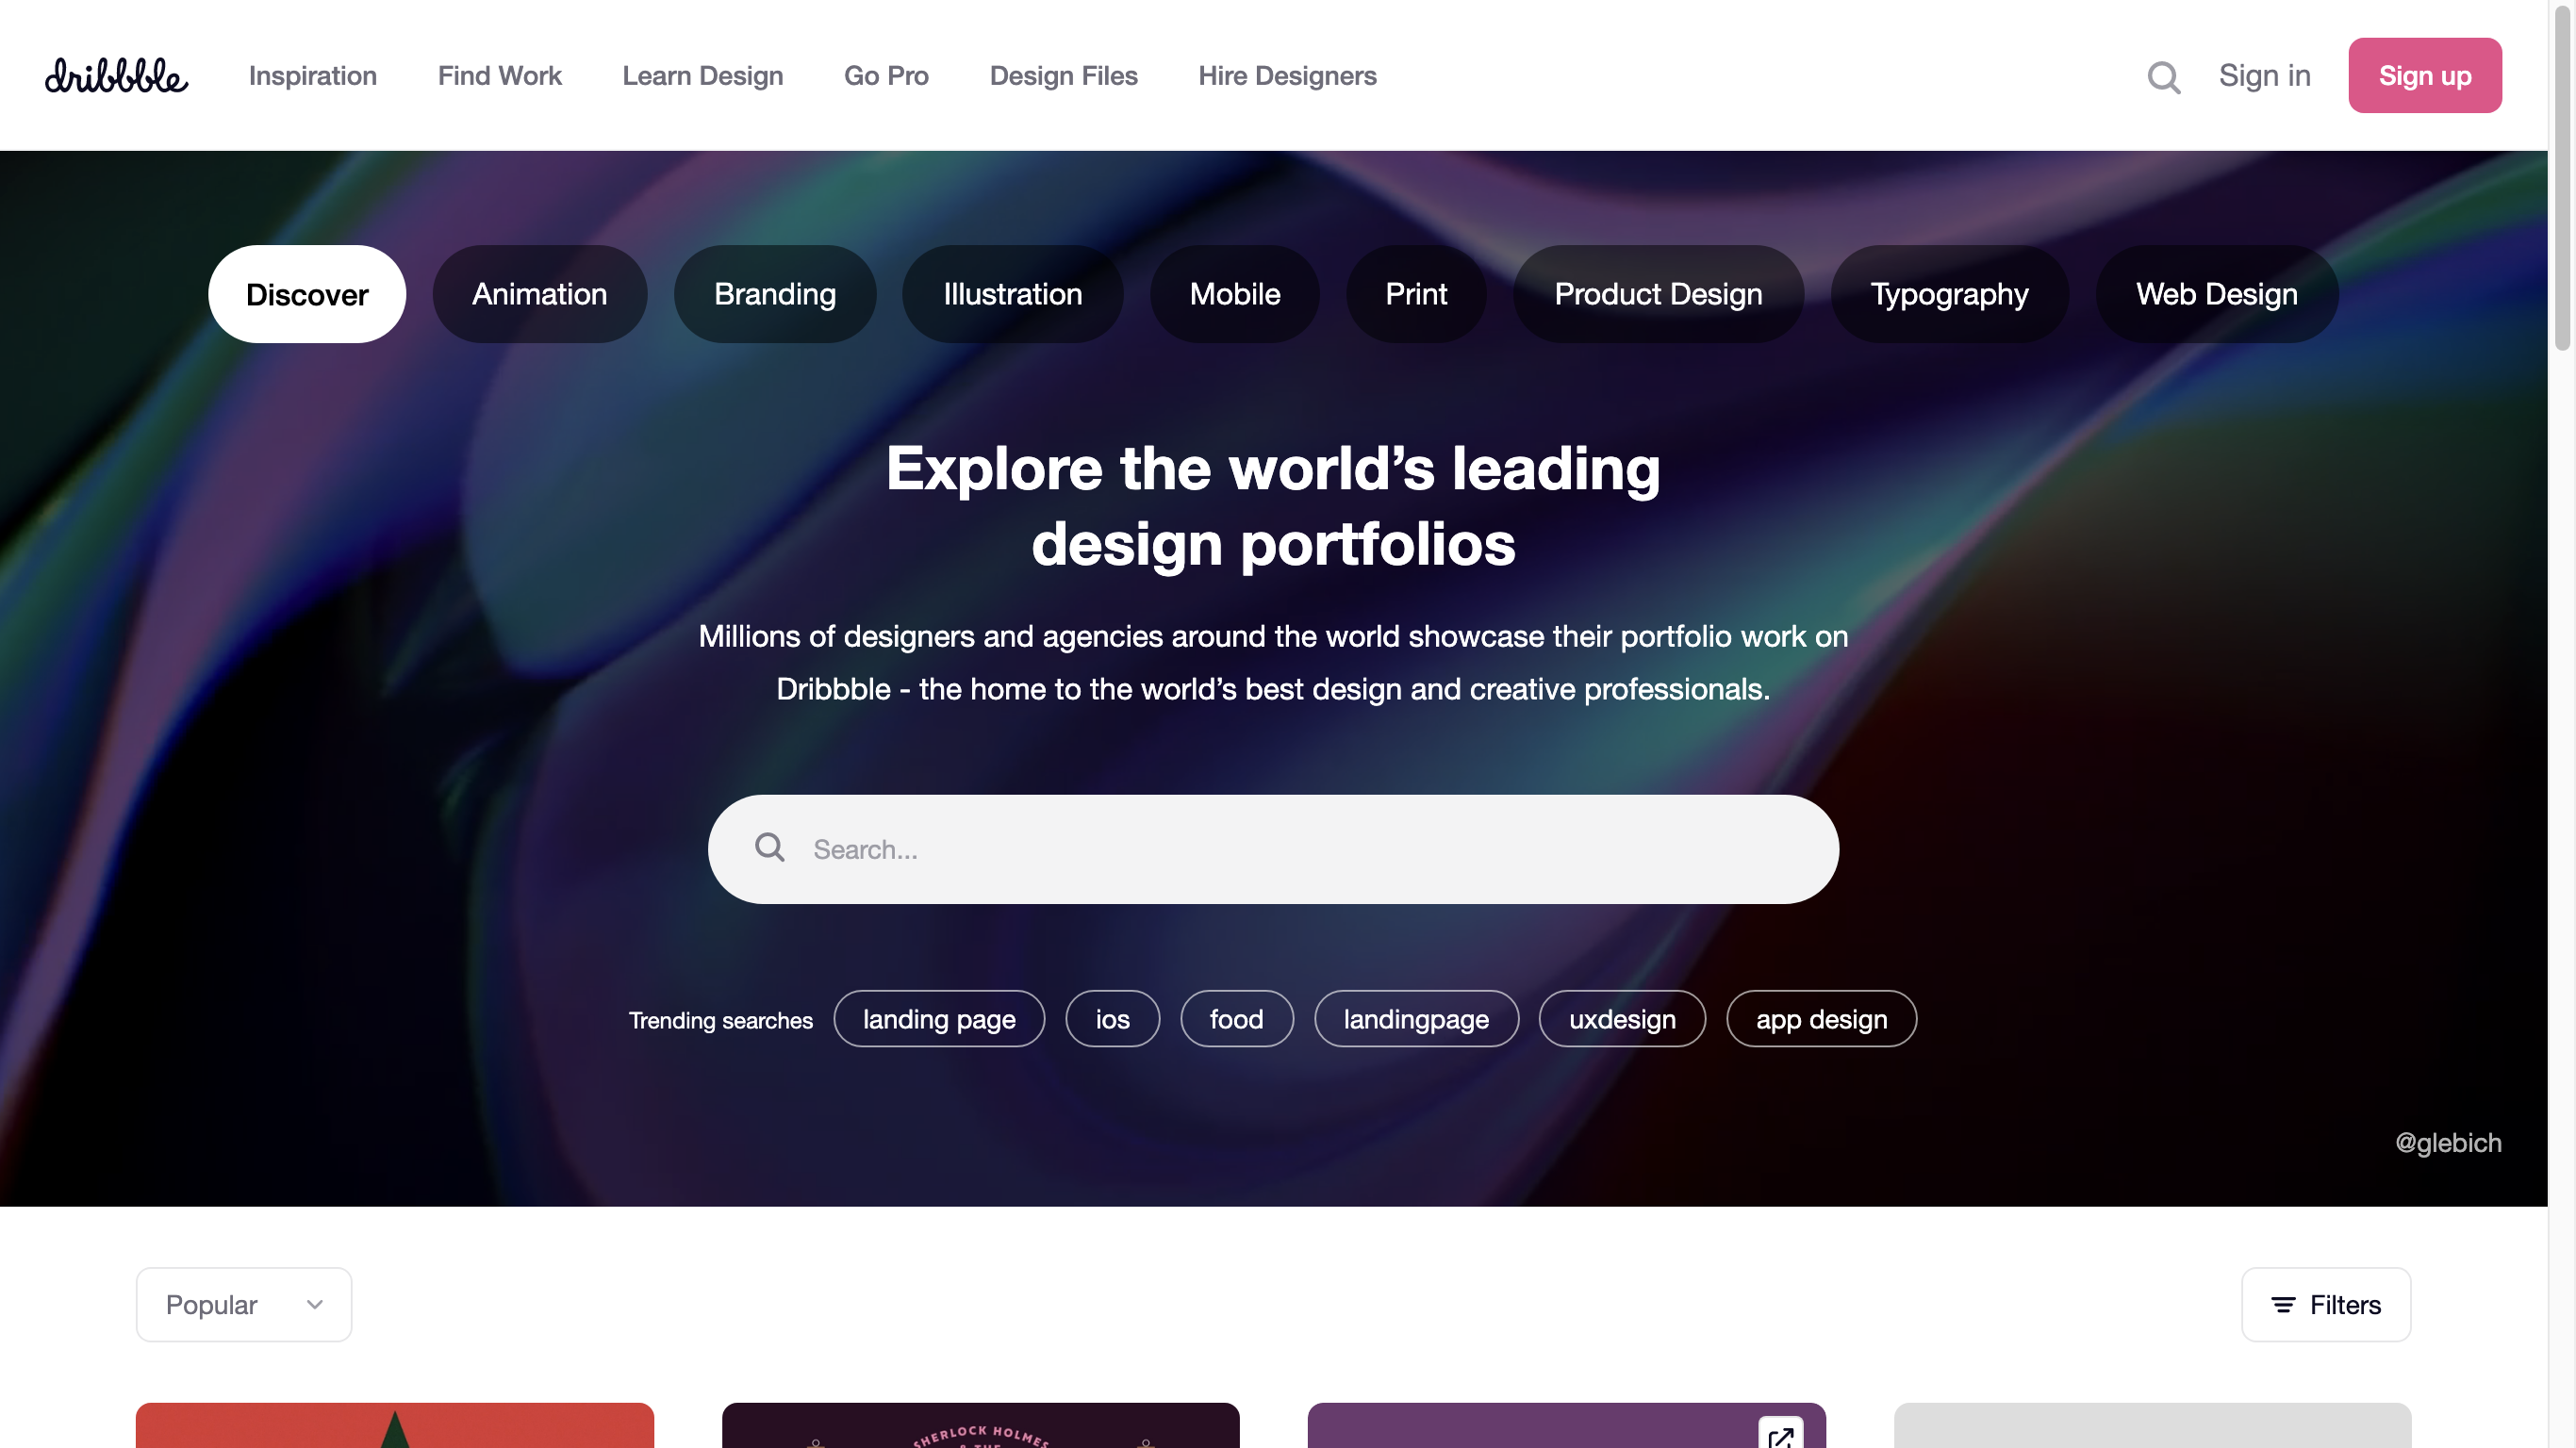 dribbble
Inspiration
Find Work
Learn Design
Go Pro
Design Files
Hire Designers
Sign in
Sign up
Discover
Animation
Branding
Illustration
Mobile
Print
Product Design
Typography
Web Design
Explore the world’s leading
design portfolios
Millions of designers and agencies around the world showcase their portfolio work on
Dribbble - the home to the world’s best design and creative professionals.
Search...
Trending searches
landing page
ios
food
landingpage
uxdesign
app design
@glebich
Popular
Filters
SHERLOCK HOLMES
& THE